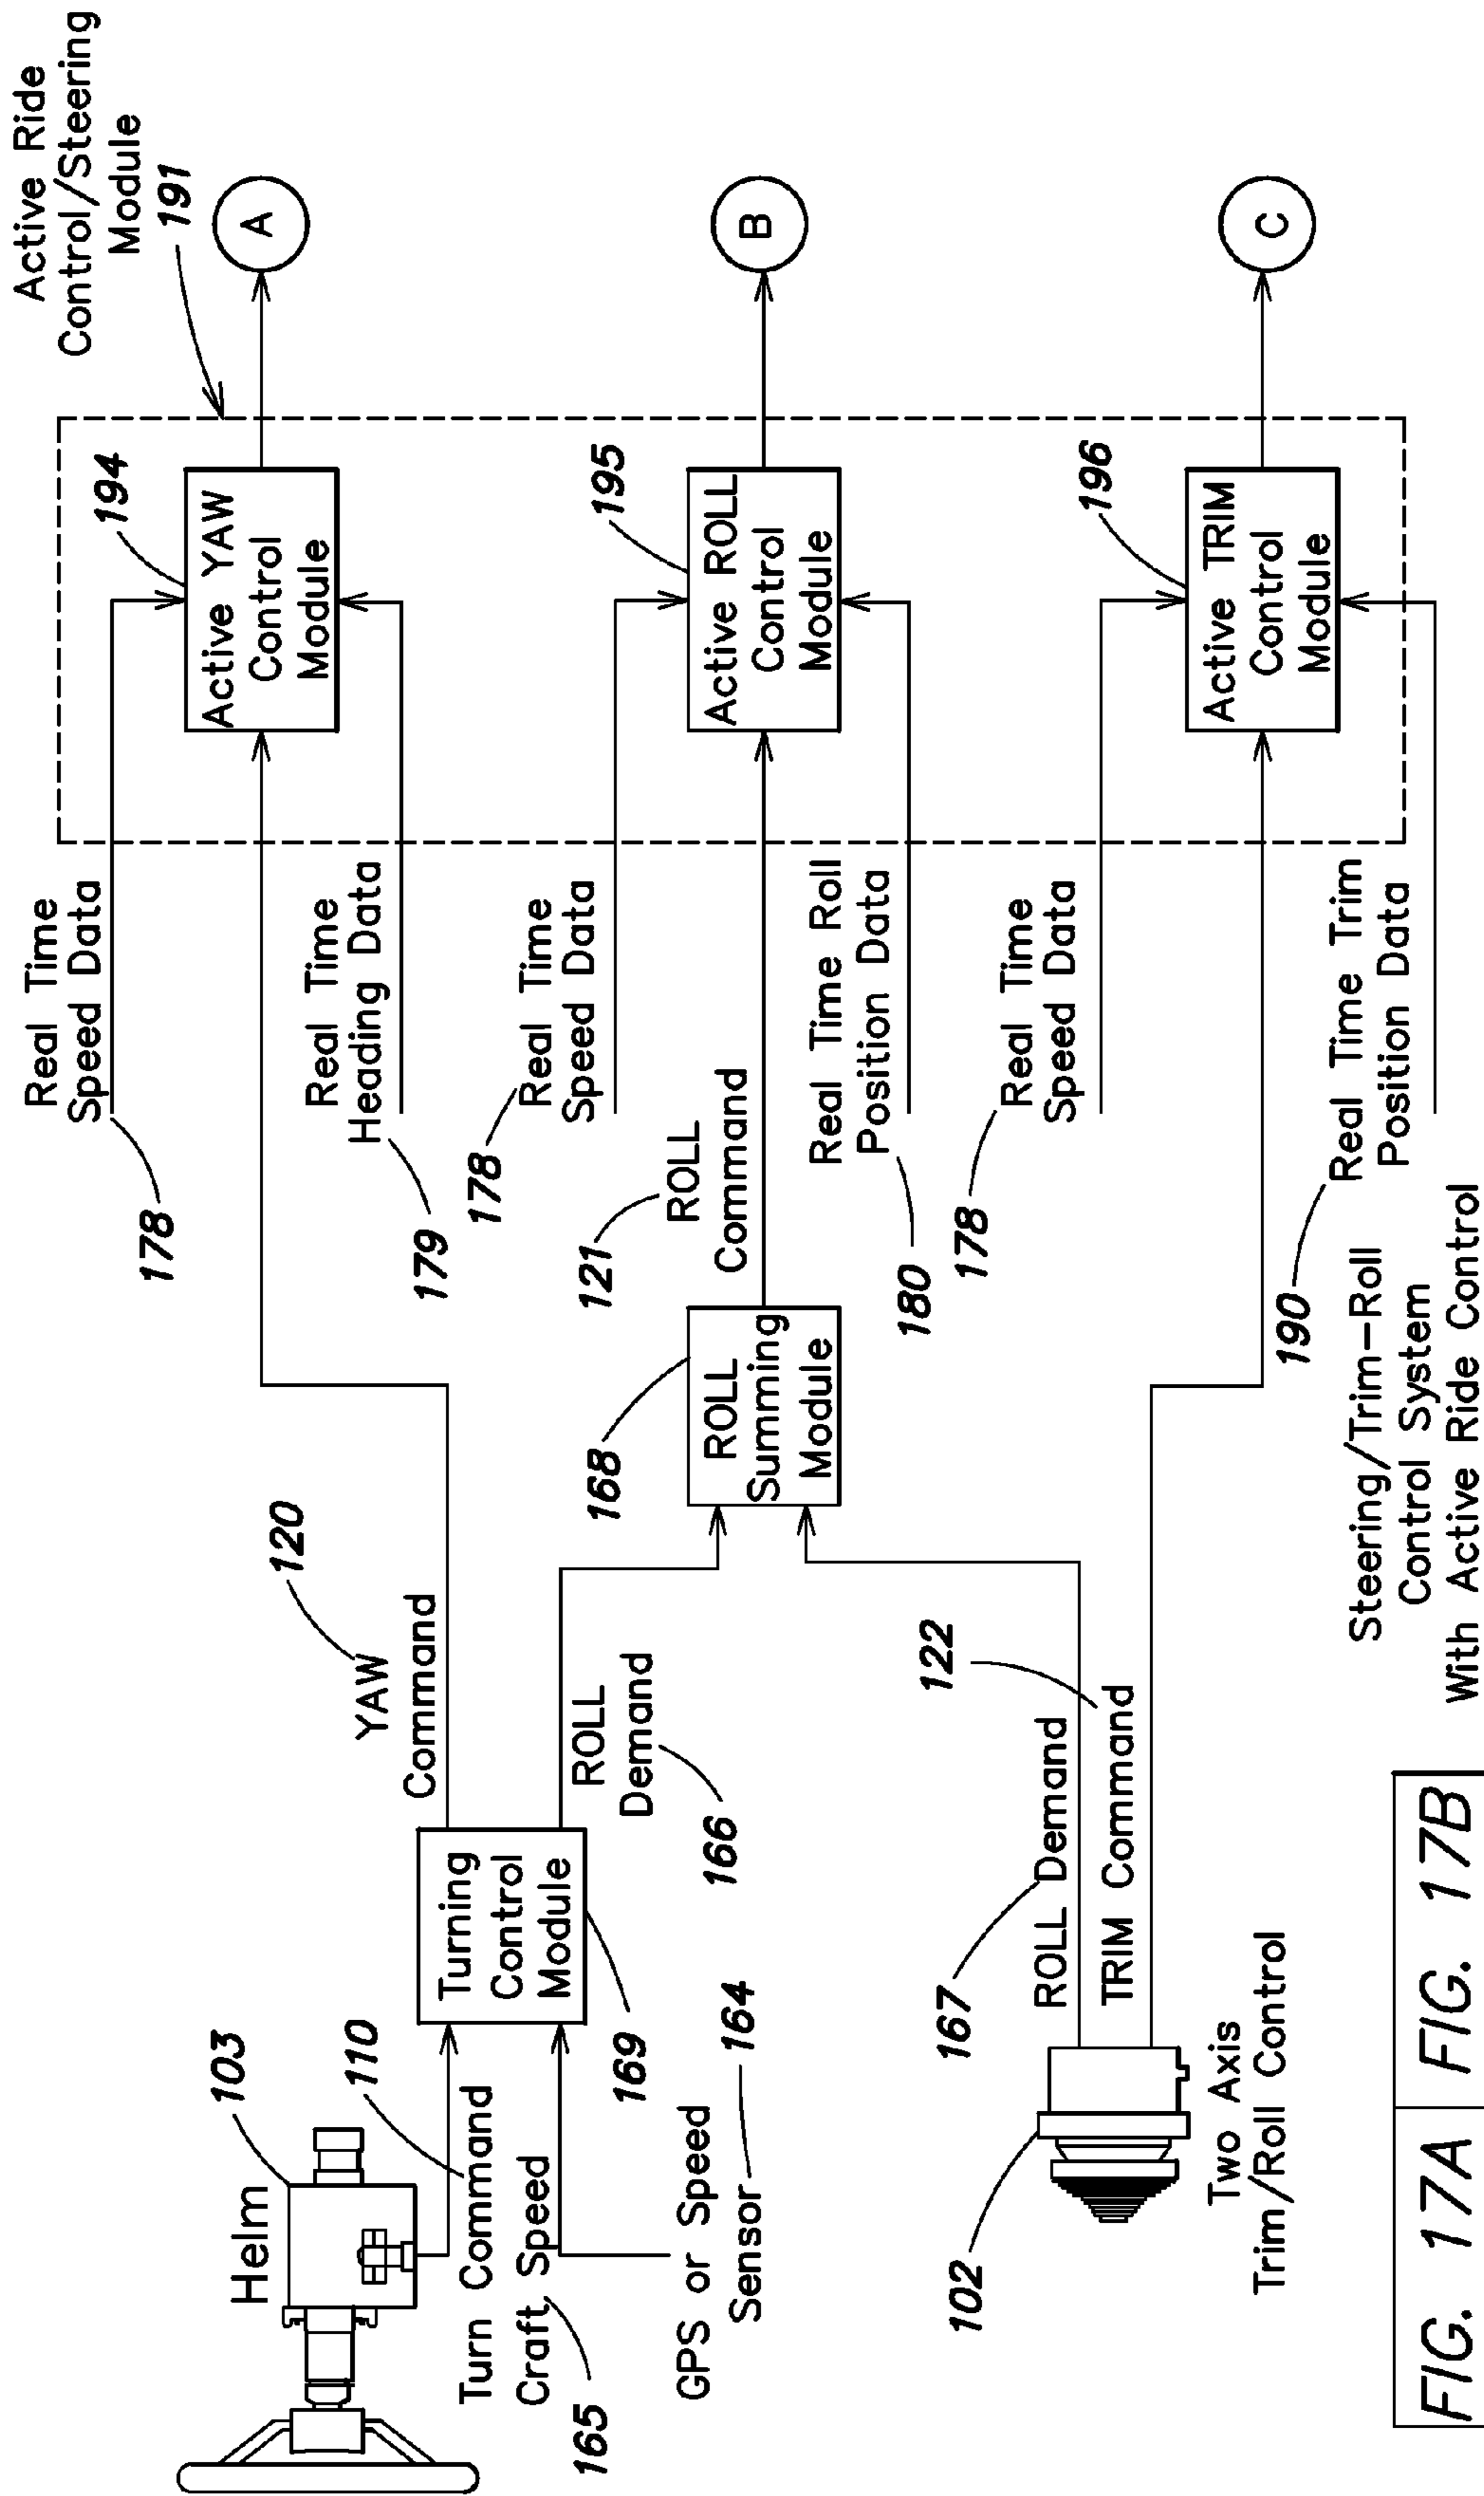 Active Ride
Control/Steering
Module
191
A
B
C
194
Active YAW
Control
Module
195
Active ROLL
Control
Module
196
Active TRIM
Control
Module
Real Time
Speed Data
178
Real Time
Heading Data
179
Real Time
Speed Data
178
121
ROLL
Command
Real Time Roll
Position Data
180
Real Time
Speed Data
178
Real Time Trim
Position Data
190
168
ROLL
Summing
Module
120
YAW
Command
ROLL
Demand
166
122
ROLL Demand
TRIM Command
167
Turning
Control
Module
169
103
Helm
110
Turn Command
Craft Speed
165
GPS or Speed
Sensor
164
102
Two Axis
Trim/Roll Control
Steering/Trim-Roll
Control System
With Active Ride Control
FIG. 17A
FIG. 17B